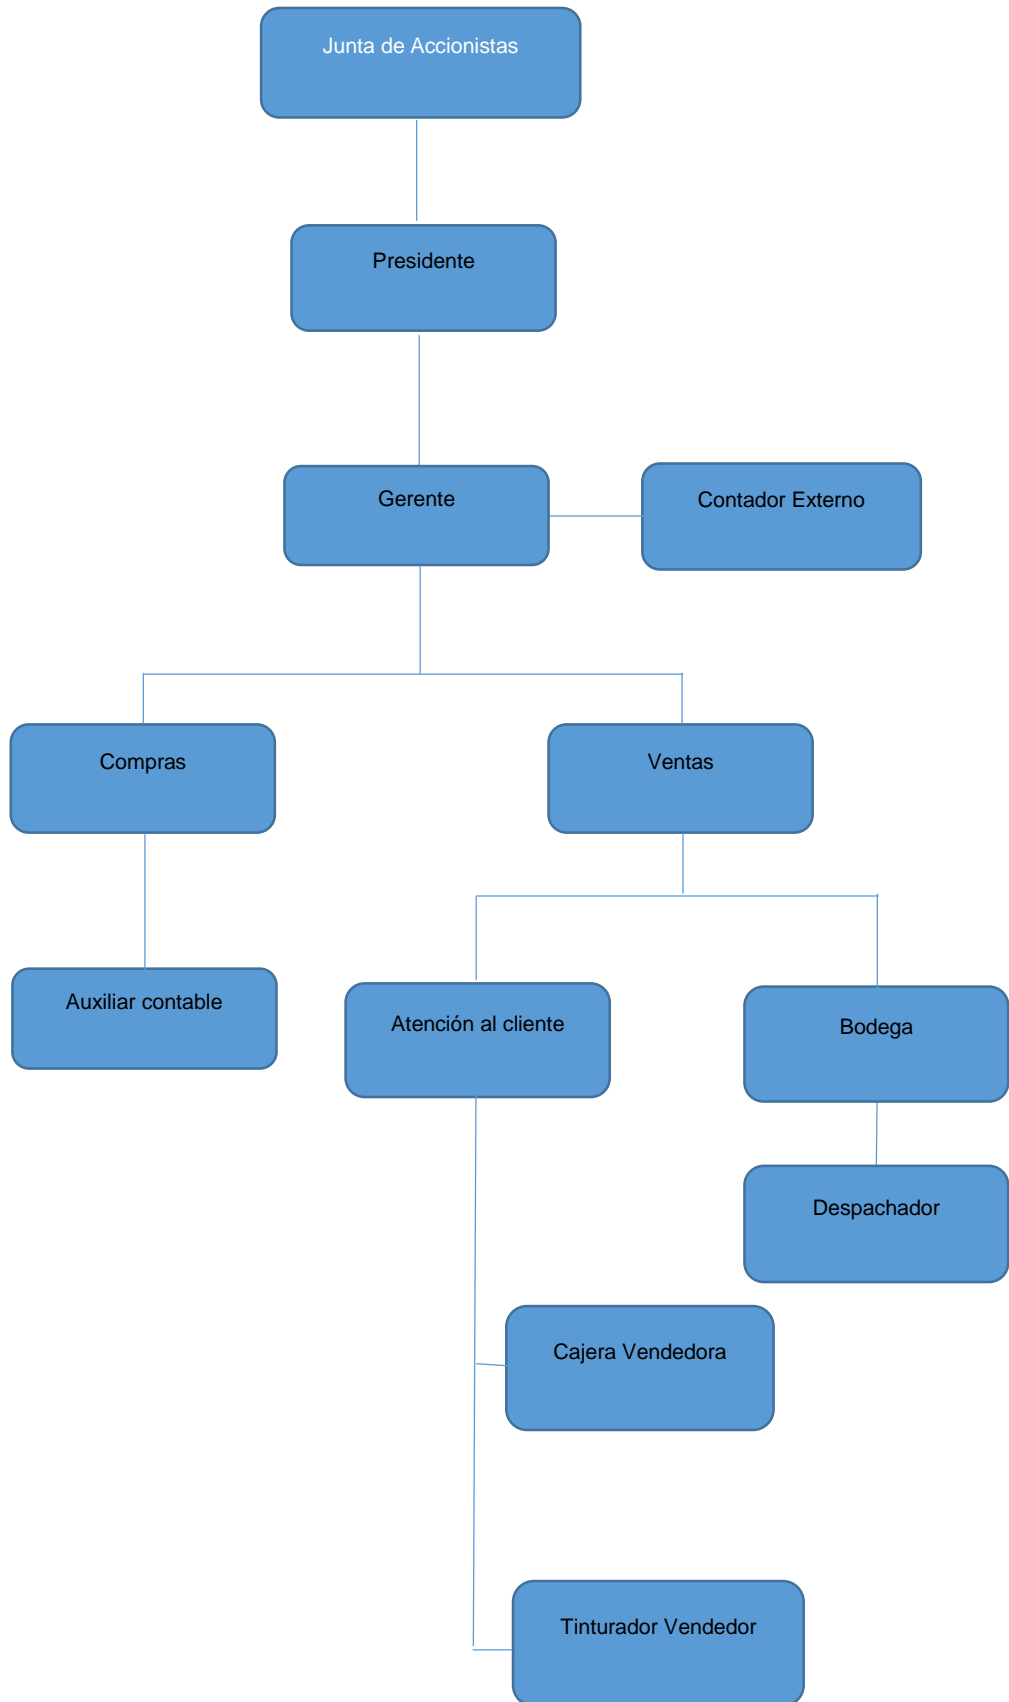 Junta de Accionistas
Presidente
Gerente
Contador Externo
Compras
Ventas
Auxiliar contable
Atención al cliente
Bodega
Despachador
Cajera Vendedora
Tinturador Vendedor